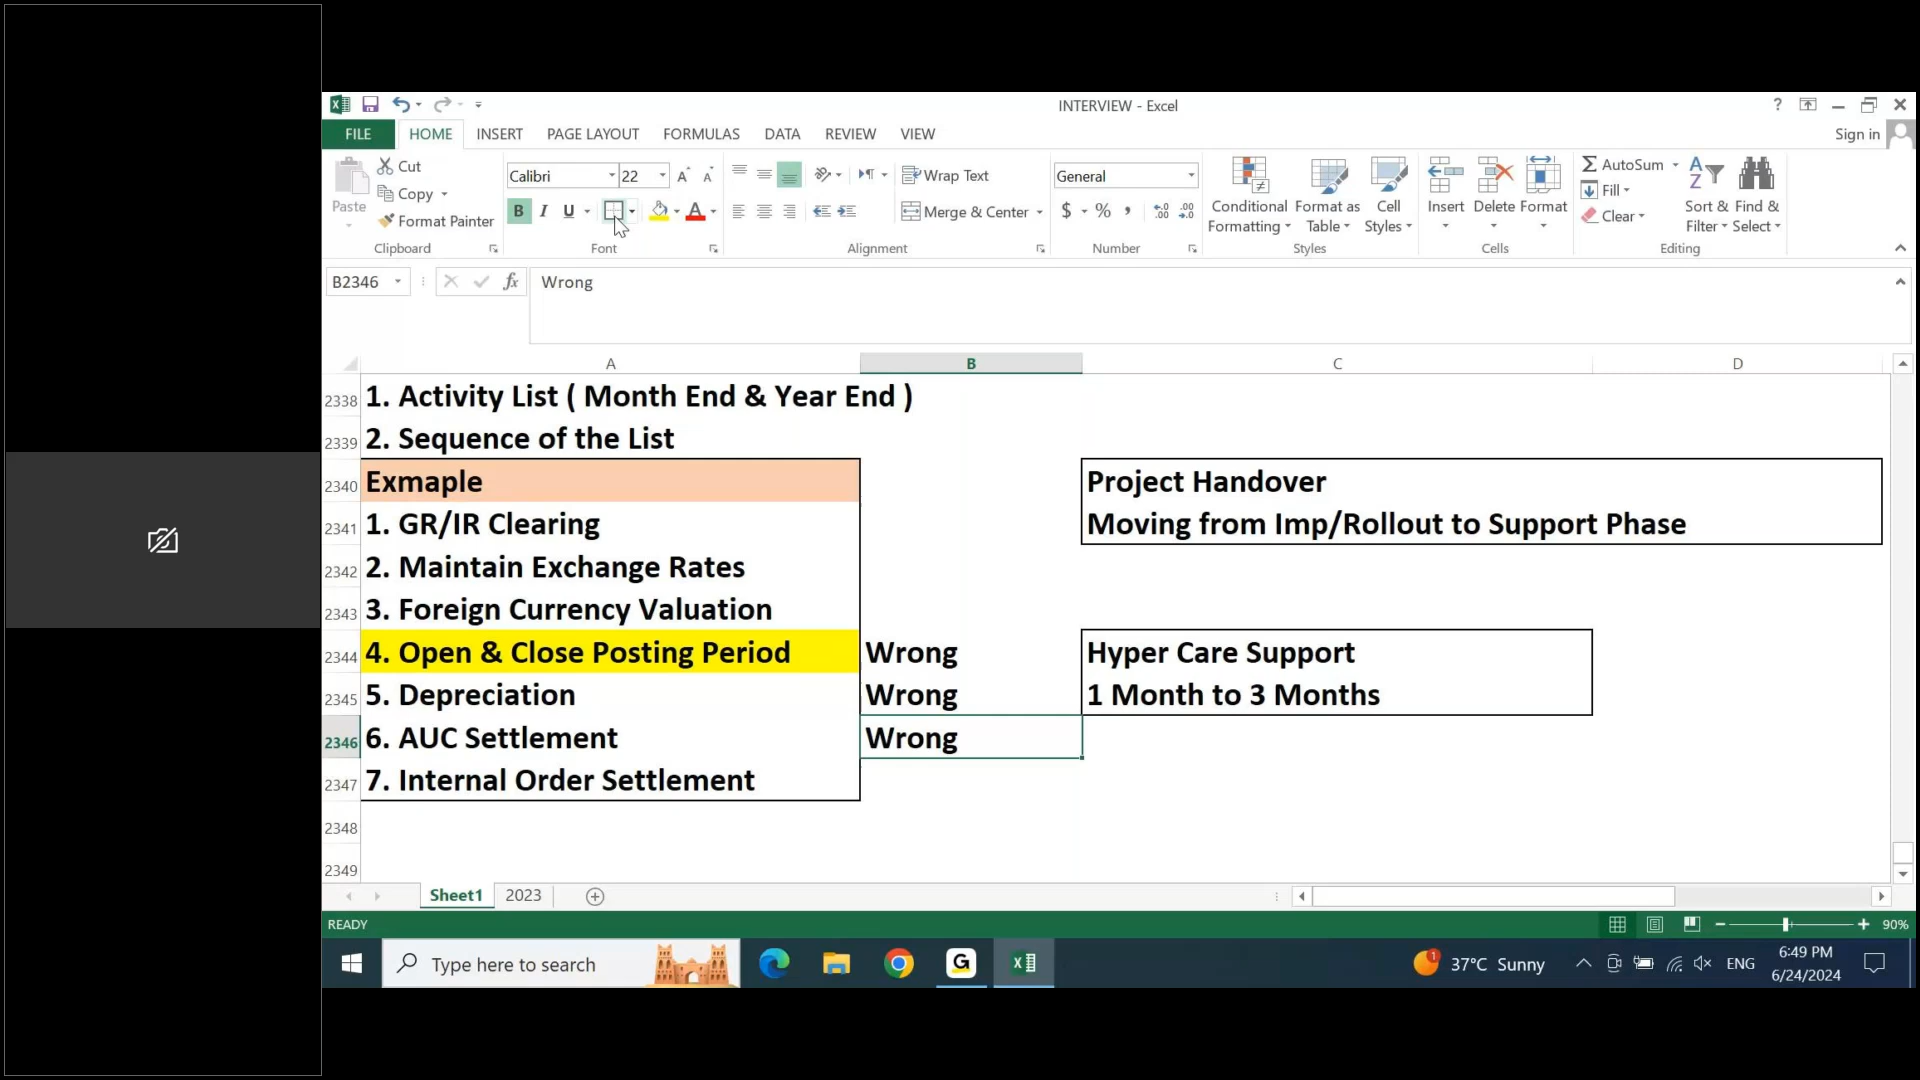 INTERVIEW - Excel
?
FILE HOME INSERT PAGE LAYOUT FORMULAS DATA REVIEW VIEW
Sign in
Paste
Cut
Copy
Format Painter
Clipboard
Calibri 22
B I U
Font
Wrap Text
Merge & Center
Alignment
General
$ % ,
Number
Conditional Formatting
Format as Table
Cell Styles
Styles
Insert Delete Format
Cells
AutoSum
Fill
Clear
Sort & Filter
Find & Select
Editing
B2346 fx Wrong
A B C D
2338 1. Activity List ( Month End & Year End )
2339 2. Sequence of the List
2340 Exmaple Project Handover
2341 1. GR/IR Clearing Moving from Imp/Rollout to Support Phase
2342 2. Maintain Exchange Rates
2343 3. Foreign Currency Valuation
2344 4. Open & Close Posting Period Wrong Hyper Care Support
2345 5. Depreciation Wrong 1 Month to 3 Months
2346 6. AUC Settlement Wrong
2347 7. Internal Order Settlement
2348
2349
Sheet1 2023
READY 90%
Type here to search
37°C Sunny
ENG
6:49 PM
6/24/2024